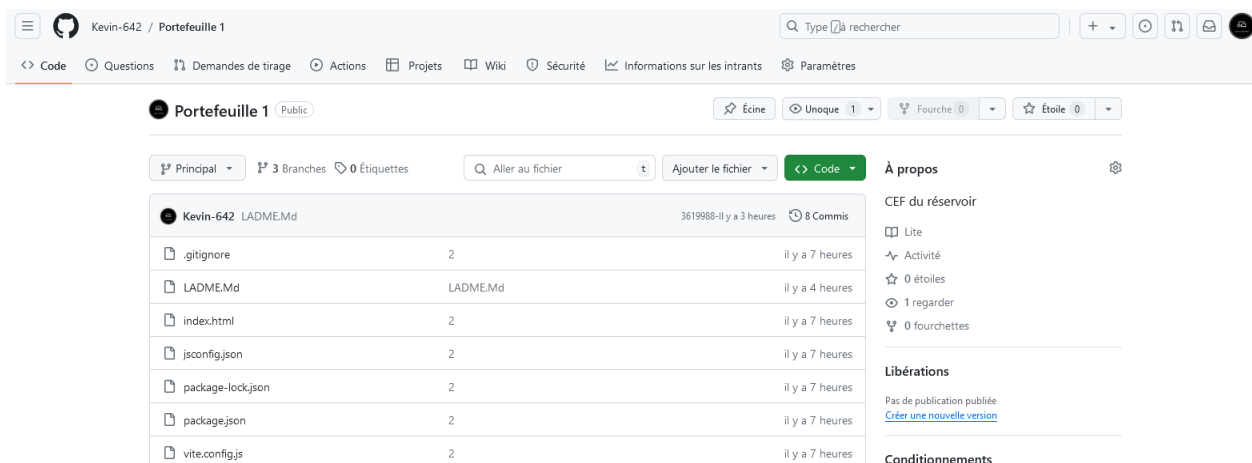 Kevin-642 / Portefeuille 1
Type / à rechercher
Code Questions Demandes de tirage Actions Projets Wiki Sécurité Informations sur les intrants Paramètres
Portefeuille 1 Public
Écine Unoque 1 Fourche 0 Étoile 0
Principal 3 Branches 0 Étiquettes Aller au fichier t Ajouter le fichier Code
Kevin-642 LADME.Md 3619988-Il y a 3 heures 8 Commis
.gitignore 2 il y a 7 heures
LADME.Md LADME.Md il y a 4 heures
index.html 2 il y a 7 heures
jsconfig.json 2 il y a 7 heures
package-lock.json 2 il y a 7 heures
package.json 2 il y a 7 heures
vite.config.js 2 il y a 7 heures
À propos
CEF du réservoir
Lite
Activité
0 étoiles
1 regarder
0 fourchettes
Libérations
Pas de publication publiée
Créer une nouvelle version
Conditionnements